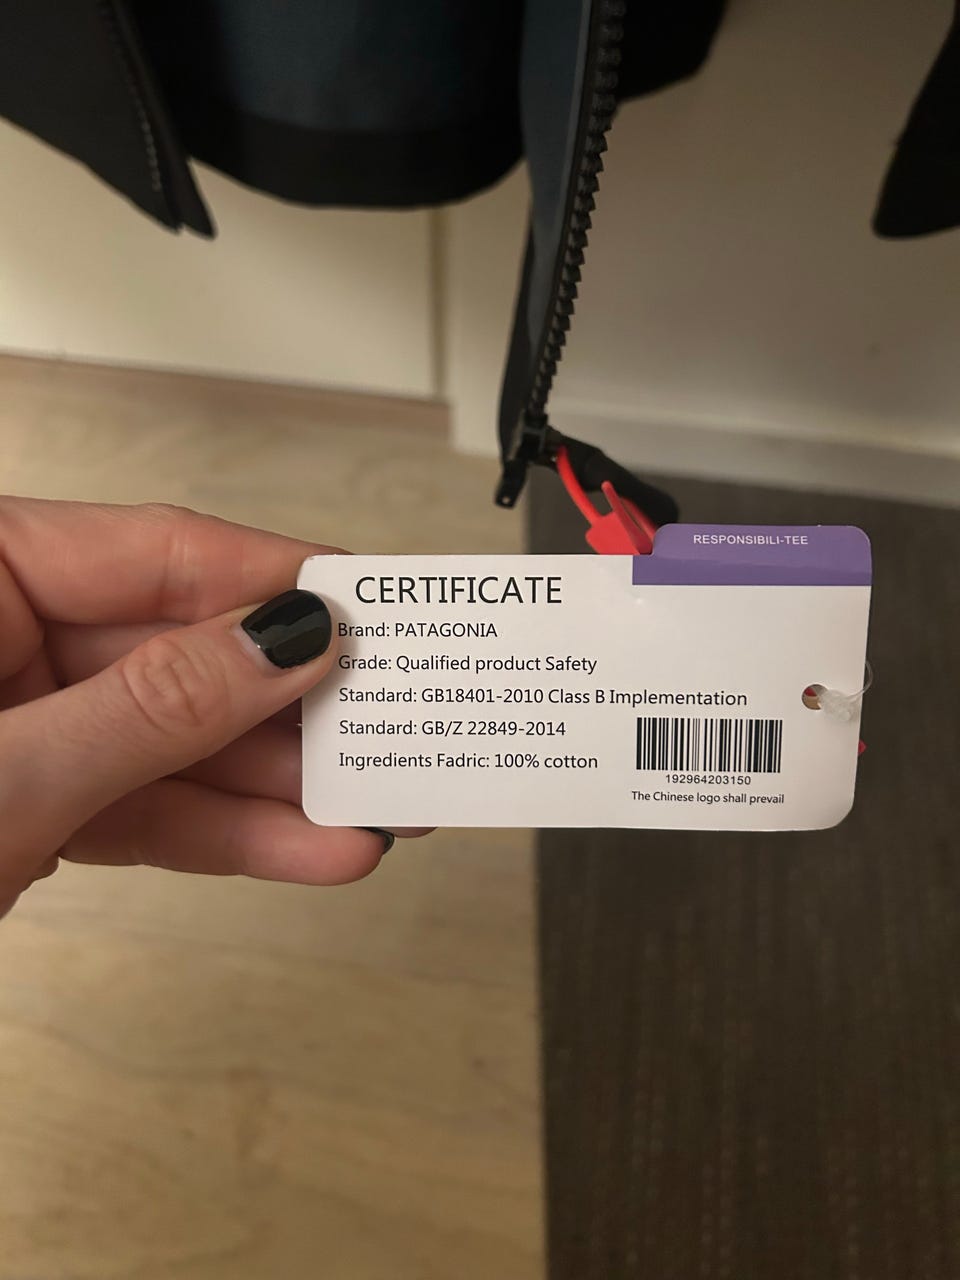 RESPONSIBILI-TEE
CERTIFICATE
Brand: PATAGONIA
Grade: Qualified product Safety
Standard: GB18401-2010 Class B Implementation
Standard: GB/Z 22849-2014
Ingredients Fadric: 100% cotton
192964203150
The Chinese logo shall prevail